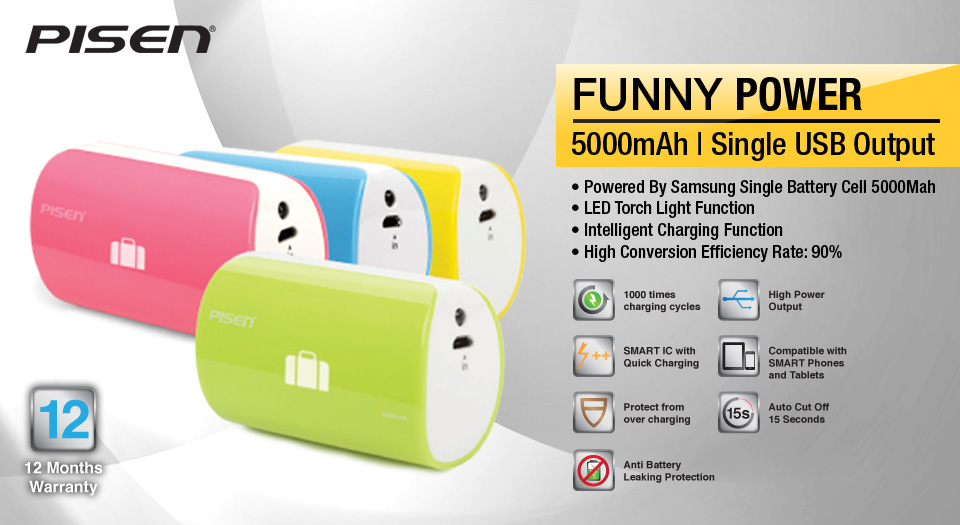 PISEN®
FUNNY POWER
5000mAh | Single USB Output
• Powered By Samsung Single Battery Cell 5000Mah
• LED Torch Light Function
• Intelligent Charging Function
• High Conversion Efficiency Rate: 90%
1000 times
charging cycles
High Power
Output
++
SMART IC with
Quick Charging
Compatible with
SMART Phones
and Tablets
Protect from
over charging
15s
Auto Cut Off
15 Seconds
Anti Battery
Leaking Protection
PISEN
PISEN
12
12 Months
Warranty